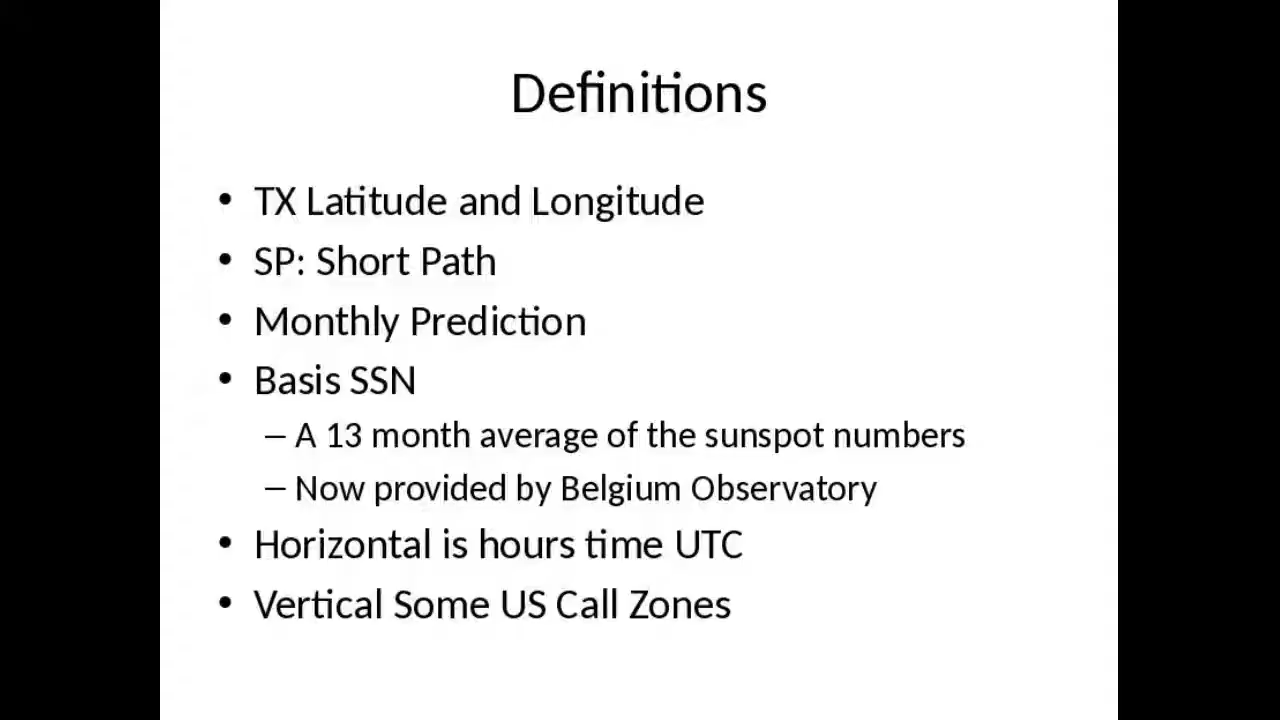 Definitions
• TX Latitude and Longitude
• SP: Short Path
• Monthly Prediction
• Basis SSN
– A 13 month average of the sunspot numbers
– Now provided by Belgium Observatory
• Horizontal is hours time UTC
• Vertical Some US Call Zones